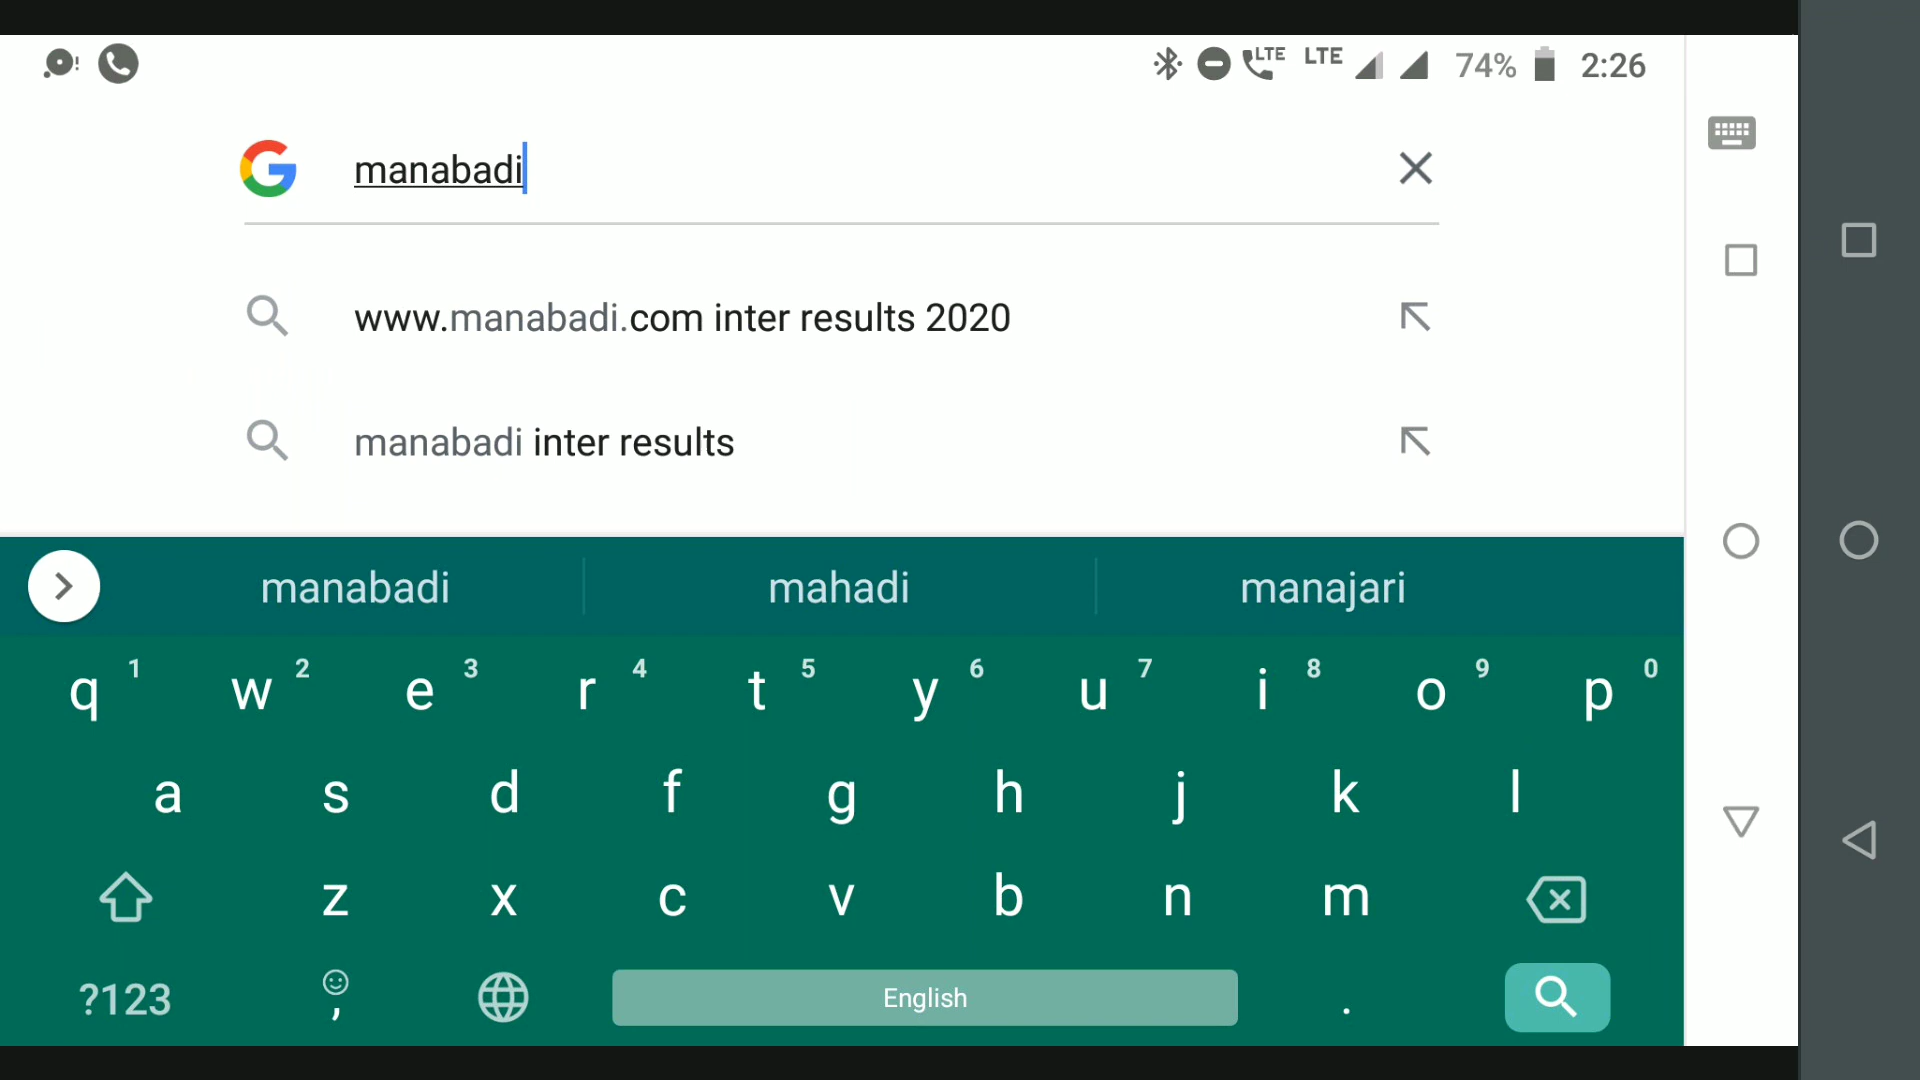 LTE LTE 74% 2:26
manabadi
www.manabadi.com inter results 2020
manabadi inter results
manabadi mahadi manajari
q 1 w 2 e 3 r 4 t 5 y 6 u 7 i 8 o 9 p 0
a s d f g h j k l
z x c v b n m
?123 , English .